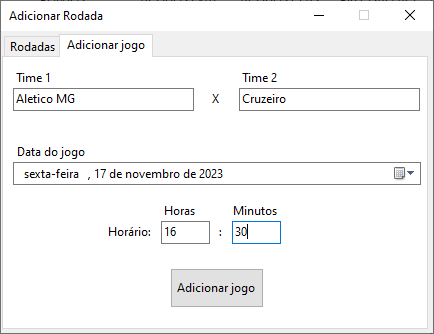 Adicionar Rodada
Rodadas Adicionar jogo
Time 1 Time 2
Aletico MG X Cruzeiro
Data do jogo
sexta-feira , 17 de novembro de 2023
Horas Minutos
Horário: 16 : 30
Adicionar jogo